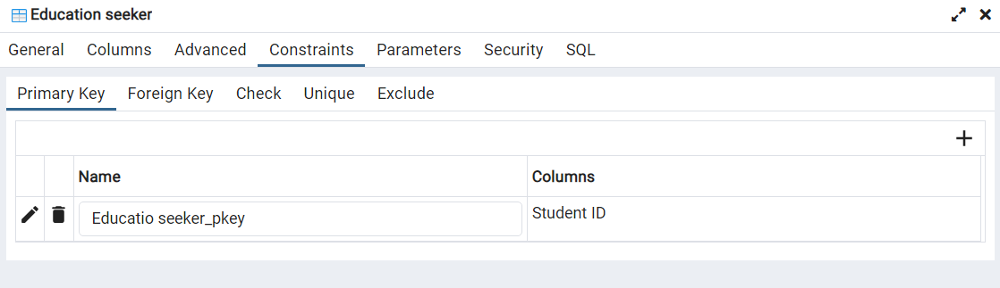 Education seeker
General Columns Advanced Constraints Parameters Security SQL
Primary Key Foreign Key Check Unique Exclude
Name Columns
Educatio seeker_pkey Student ID